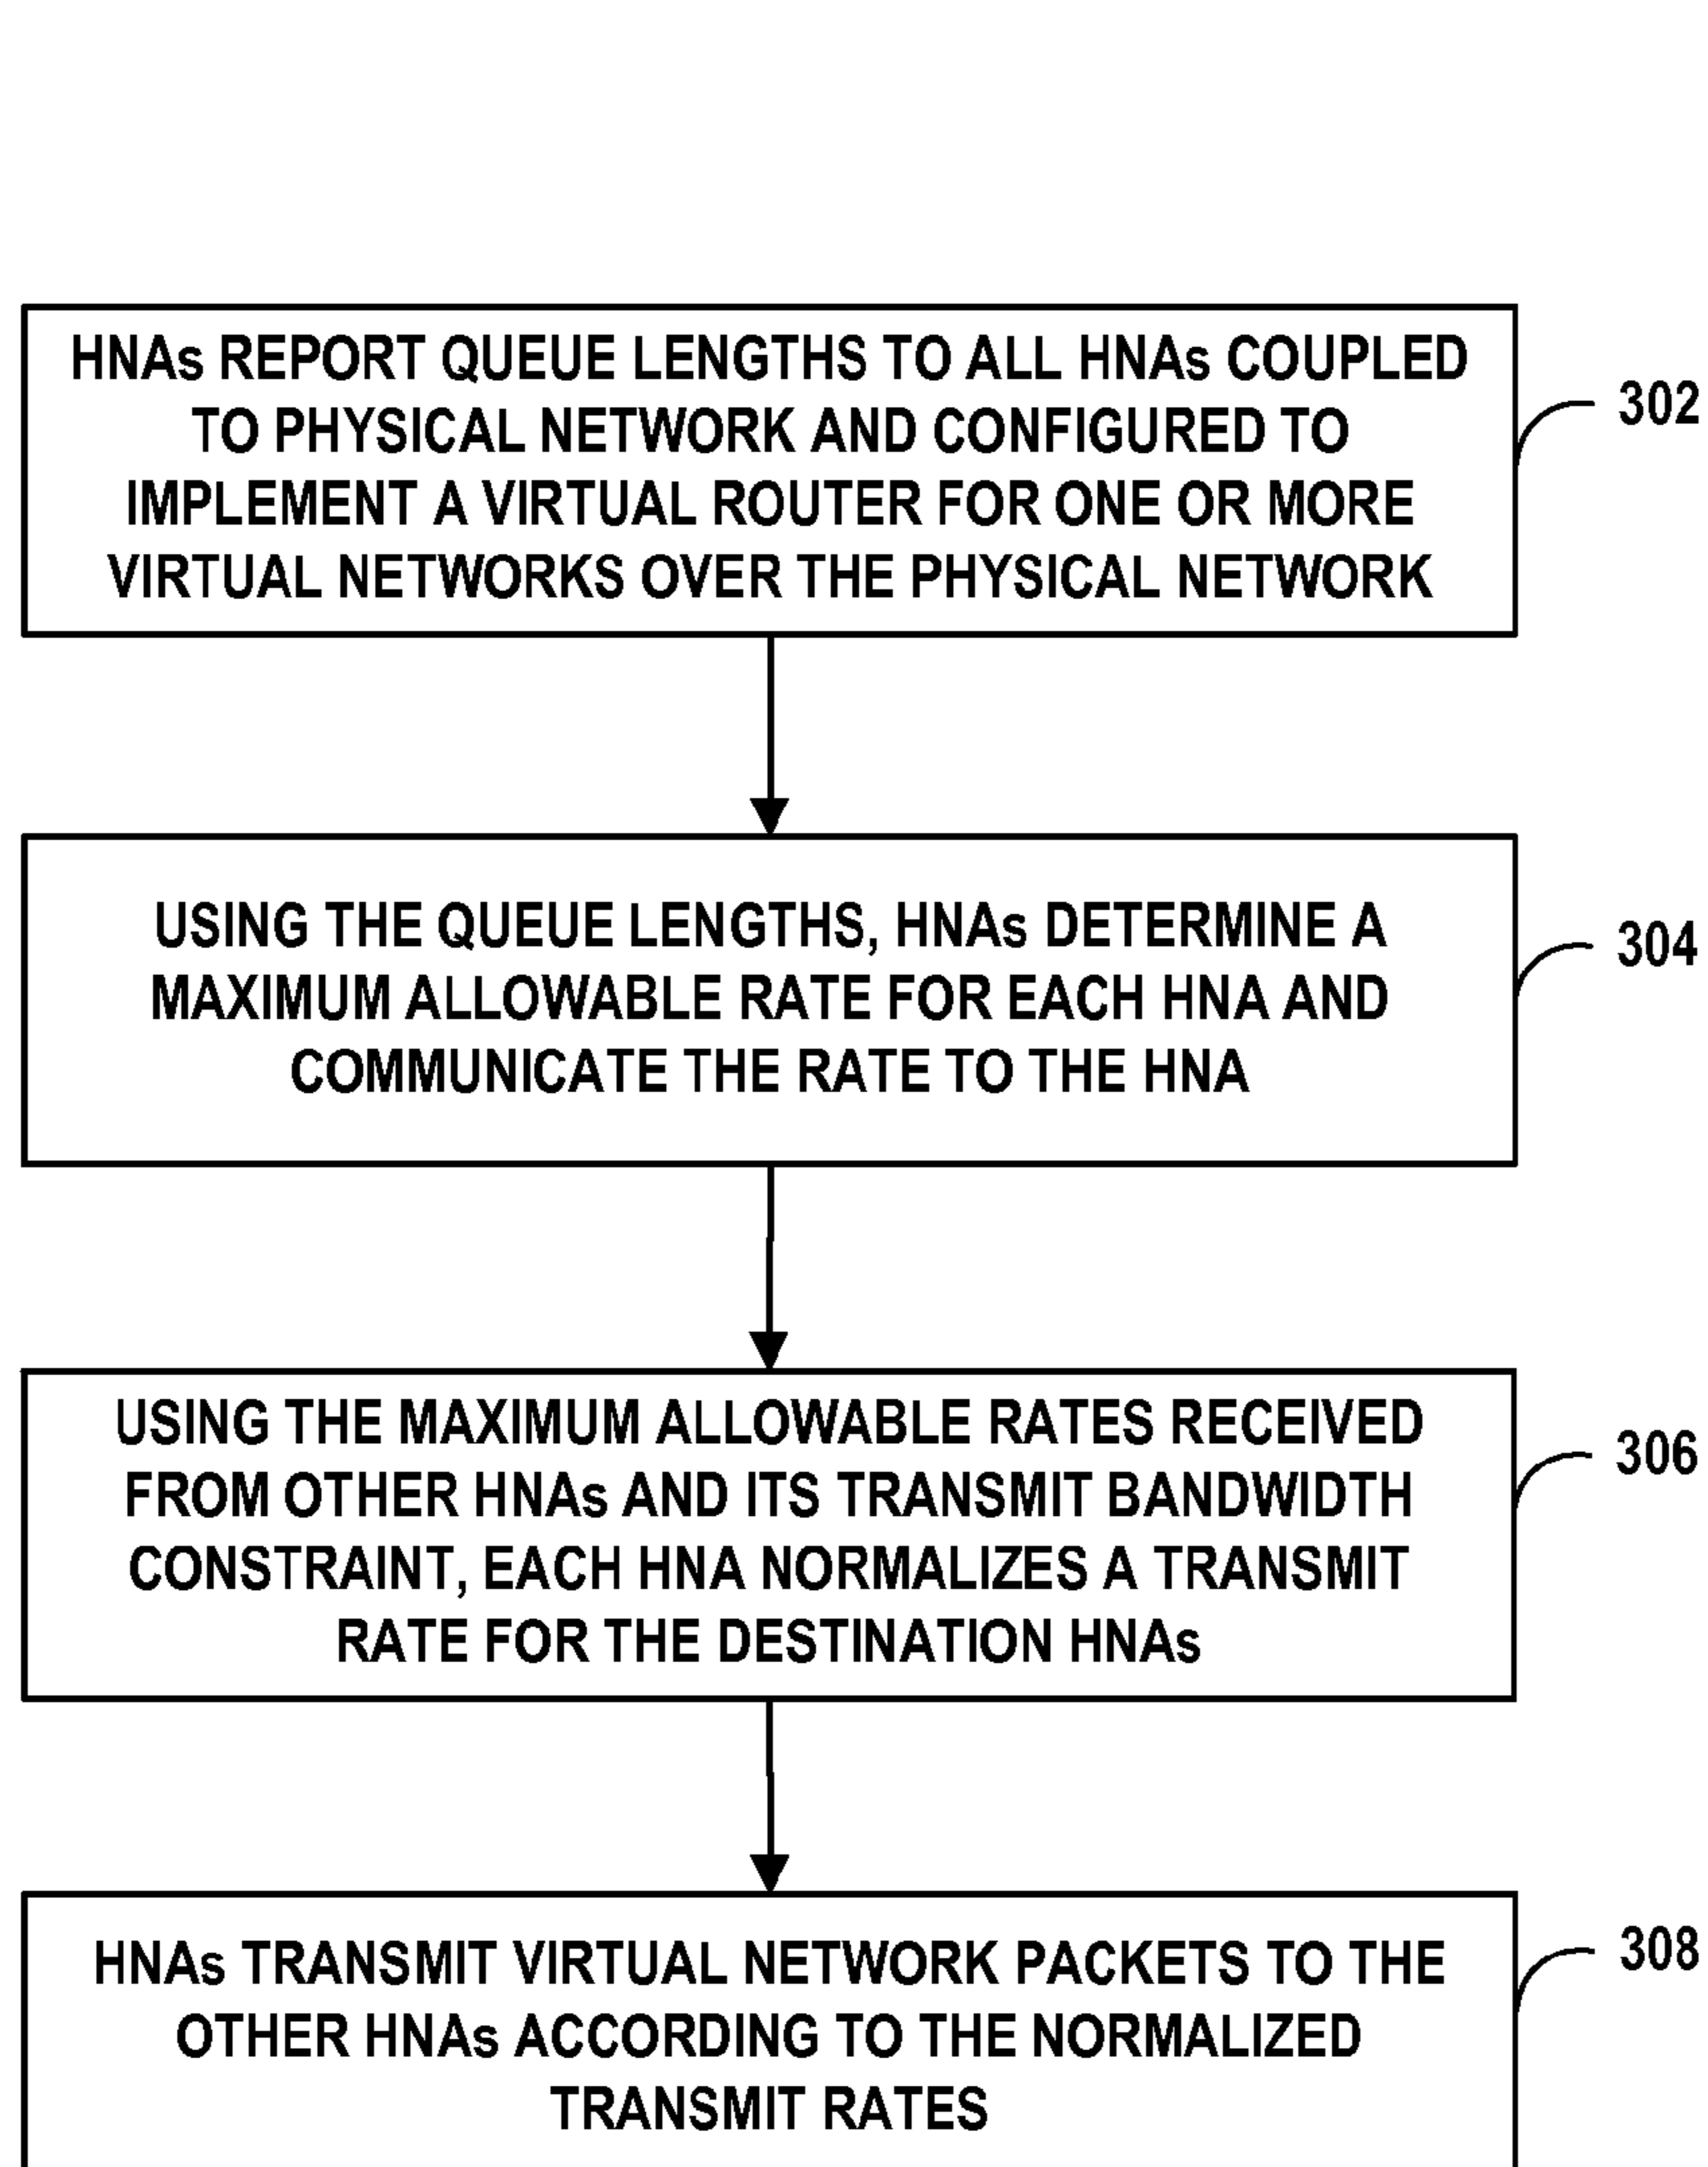 HNAs REPORT QUEUE LENGTHS TO ALL HNAs COUPLED
TO PHYSICAL NETWORK AND CONFIGURED TO
IMPLEMENT A VIRTUAL ROUTER FOR ONE OR MORE
VIRTUAL NETWORKS OVER THE PHYSICAL NETWORK
302
USING THE QUEUE LENGTHS, HNAs DETERMINE A
MAXIMUM ALLOWABLE RATE FOR EACH HNA AND
COMMUNICATE THE RATE TO THE HNA
304
USING THE MAXIMUM ALLOWABLE RATES RECEIVED
FROM OTHER HNAs AND ITS TRANSMIT BANDWIDTH
CONSTRAINT, EACH HNA NORMALIZES A TRANSMIT
RATE FOR THE DESTINATION HNAs
306
HNAs TRANSMIT VIRTUAL NETWORK PACKETS TO THE
OTHER HNAs ACCORDING TO THE NORMALIZED
TRANSMIT RATES
308